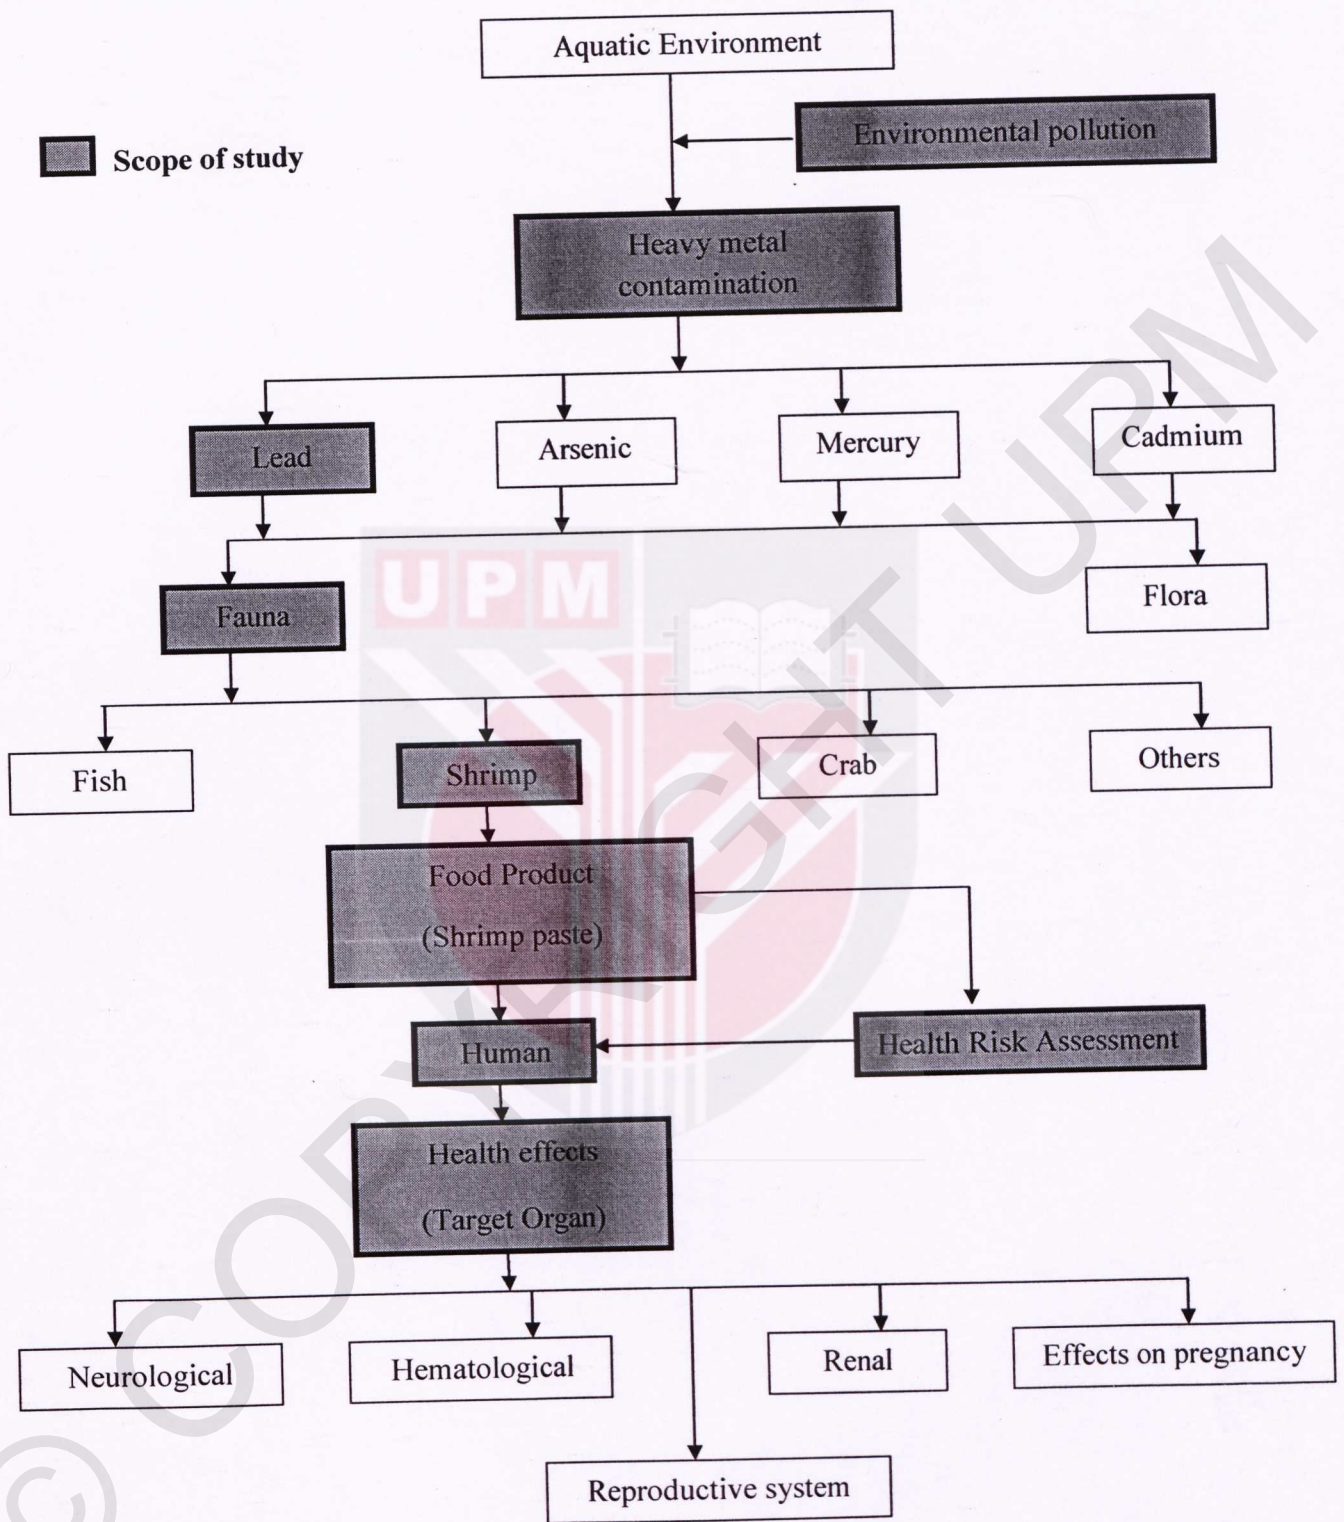 Aquatic Environment
Environmental pollution
Scope of study
Heavy metal
contamination
Lead
Arsenic
Mercury
Cadmium
Fauna
Flora
UPM
Fish
Shrimp
Crab
Others
Food Product
(Shrimp paste)
Human
Health Risk Assessment
Health effects
(Target Organ)
Neurological
Hematological
Renal
Effects on pregnancy
Reproductive system
© COPYRIGHT UPM